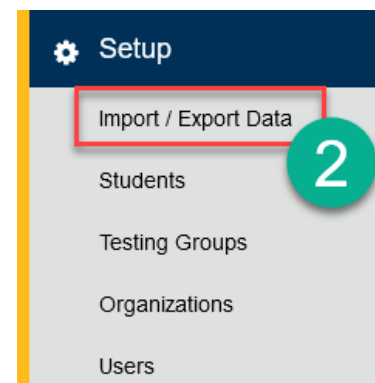 Setup
Import / Export Data
2
Students
Testing Groups
Organizations
Users